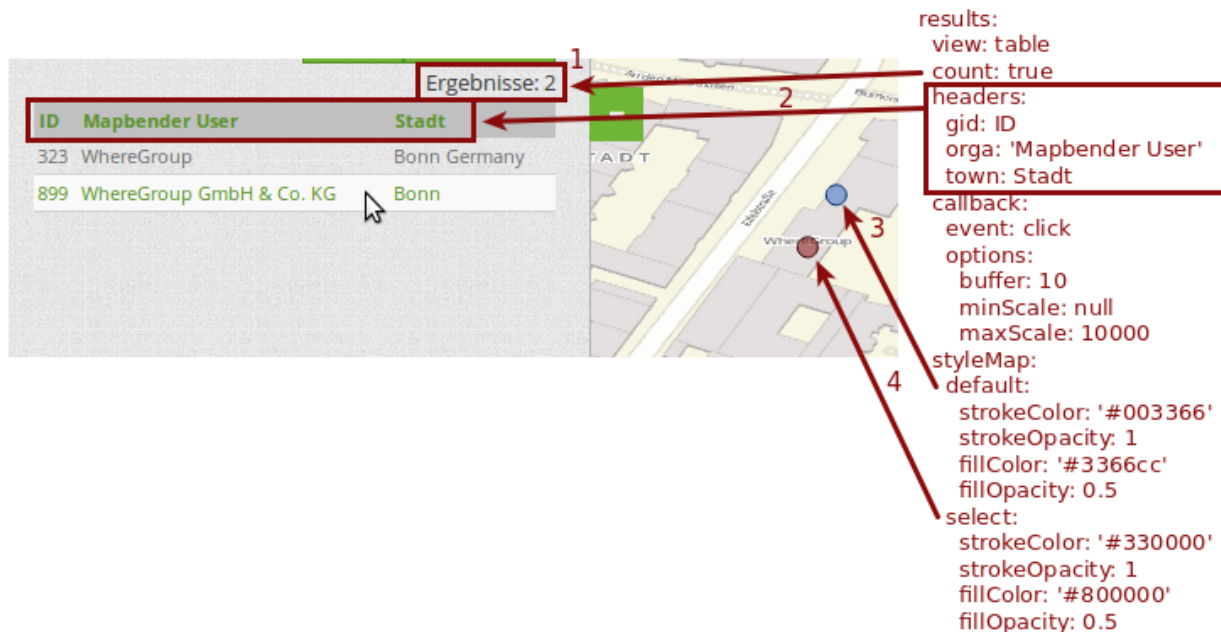 1
Ergebnisse: 2
ID Mapbender User Stadt
323 WhereGroup Bonn Germany
899 WhereGroup GmbH & Co. KG Bonn
2
-
TADT
WhereGroup
3
4
results:
view: table
count: true
headers:
gid: ID
orga: 'Mapbender User'
town: Stadt
callback:
event: click
options:
buffer: 10
minScale: null
maxScale: 10000
styleMap:
default:
strokeColor: '#003366'
strokeOpacity: 1
fillColor: '#3366cc'
fillOpacity: 0.5
select:
strokeColor: '#330000'
strokeOpacity: 1
fillColor: '#800000'
fillOpacity: 0.5